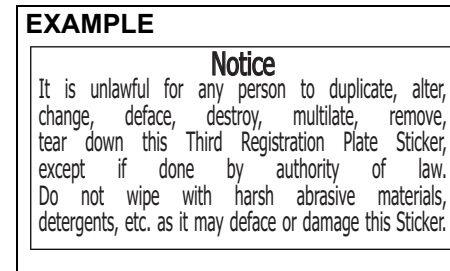 EXAMPLE
Notice
It is unlawful for any person to duplicate, alter,
change, deface, destroy, multilate, remove,
tear down this Third Registration Plate Sticker,
except if done by authority of law.
Do not wipe with harsh abrasive materials,
detergents, etc. as it may deface or damage this Sticker.